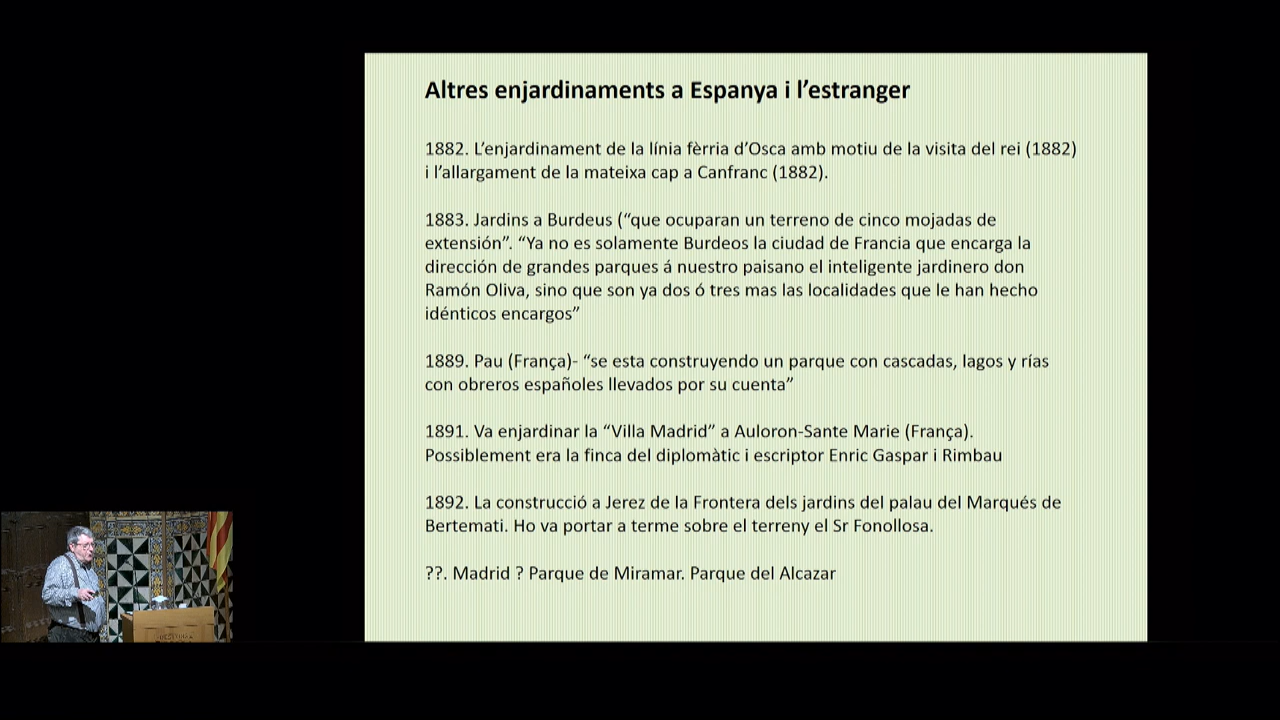 Altres enjardinaments a Espanya i l’estranger
1882. L’enjardinament de la línia fèrria d’Osca amb motiu de la visita del rei (1882)
i l’allargament de la mateixa cap a Canfranc (1882).
1883. Jardins a Burdeus (“que ocuparan un terreno de cinco mojadas de
extensión”. “Ya no es solamente Burdeos la ciudad de Francia que encarga la
dirección de grandes parques á nuestro paisano el inteligente jardinero don
Ramón Oliva, sino que son ya dos ó tres mas las localidades que le han hecho
idénticos encargos”
1889. Pau (França)- “se esta construyendo un parque con cascadas, lagos y rías
con obreros españoles llevados por su cuenta”
1891. Va enjardinar la “Villa Madrid” a Auloron-Sante Marie (França).
Possiblement era la finca del diplomàtic i escriptor Enric Gaspar i Rimbau
1892. La construcció a Jerez de la Frontera dels jardins del palau del Marqués de
Bertemati. Ho va portar a terme sobre el terreny el Sr Fonollosa.
??. Madrid ? Parque de Miramar. Parque del Alcazar